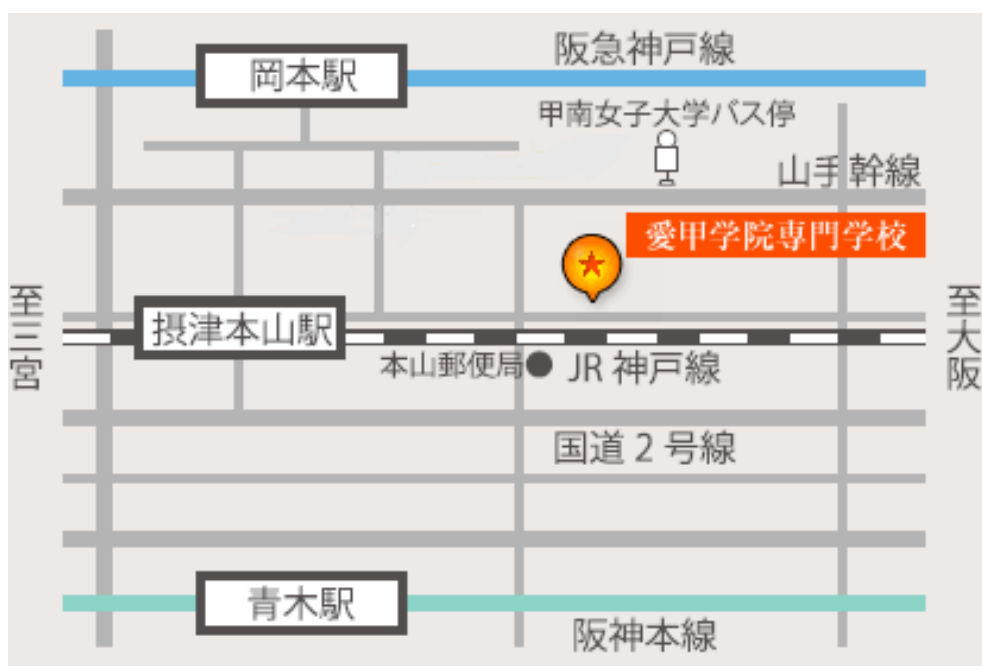 阪急神戸線
岡本駅
甲南女子大学バス停
山手幹線
愛甲学院専門学校
至三宮
至大阪
摂津本山駅
本山郵便局
JR 神戸線
国道 2 号線
青木駅
阪神本線